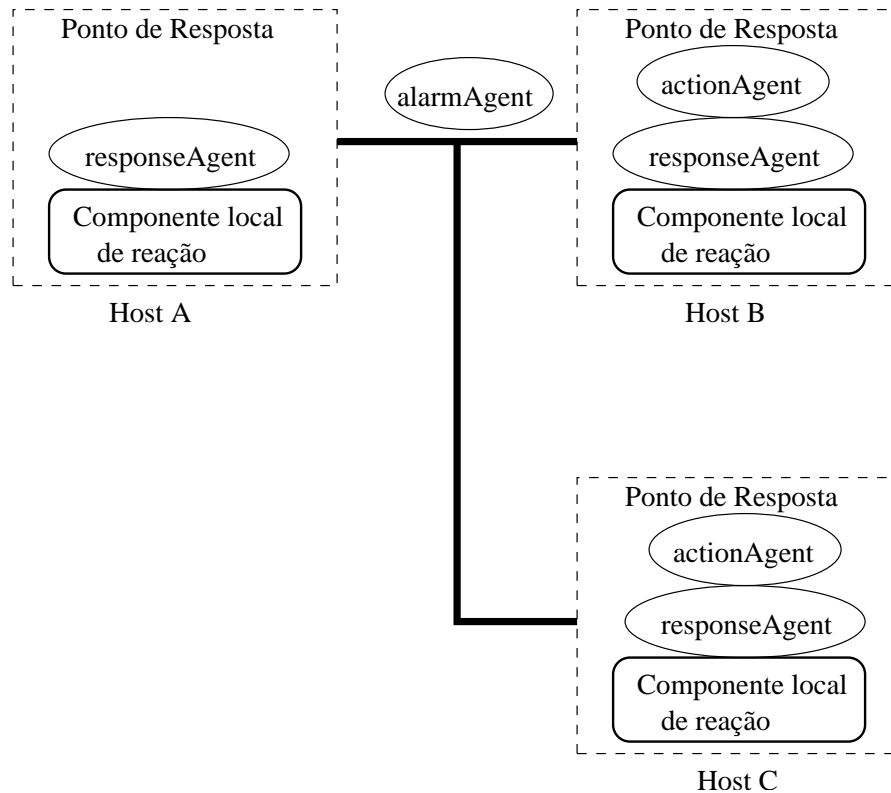 Ponto de Resposta
responseAgent
Componente local
de reação
Host A
alarmAgent
Ponto de Resposta
actionAgent
responseAgent
Componente local
de reação
Host B
Ponto de Resposta
actionAgent
responseAgent
Componente local
de reação
Host C